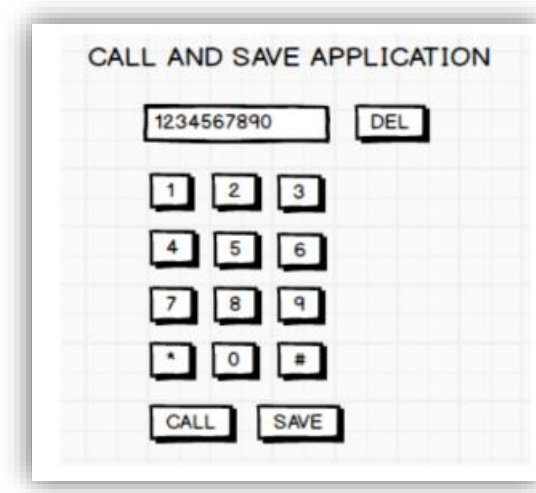 CALL AND SAVE APPLICATION
1234567890 DEL
1 2 3
4 5 6
7 8 9
* 0 #
CALL SAVE